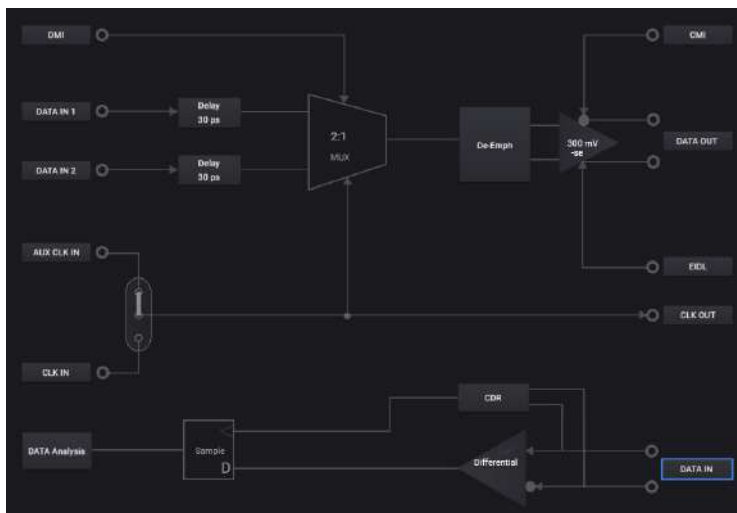 DMI
CMI
DATA IN 1
Delay
30 ps
2:1
MUX
De-Emph
300 mV
-se
DATA OUT
DATA IN 2
Delay
30 ps
AUX CLK IN
EIDL
CLK OUT
CLK IN
CDR
DATA Analysis
Sample
D
Differential
DATA IN